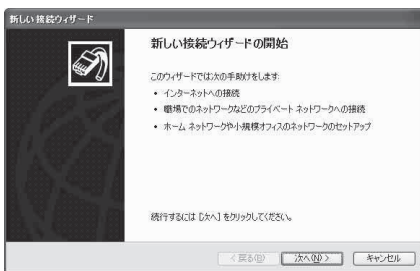 新しい接続ウィザード
新しい接続ウィザードの開始
このウィザードでは次の手助けをします:
• インターネットへの接続
• 職場でのネットワークなどのプライベート ネットワークへの接続
• ホーム ネットワークや小規模オフィスのネットワークのセットアップ
続行するには [次へ] をクリックしてください。
< 戻る(B)
次へ(N) >
キャンセル